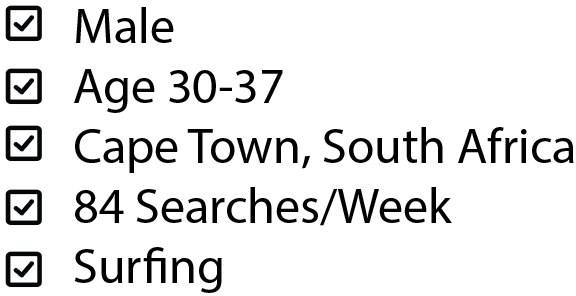 Male
Age 30-37
Cape Town, South Africa
84 Searches/Week
Surfing